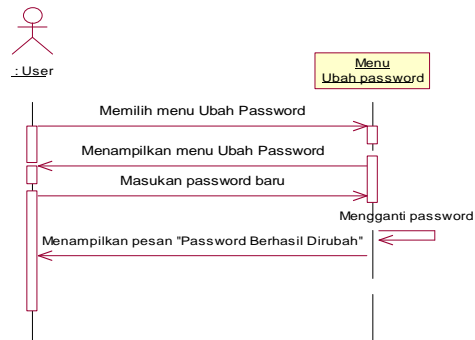 : User
Menu
Ubah password
Memilih menu Ubah Password
Menampilkan menu Ubah Password
Masukan password baru
Mengganti password
Menampilkan pesan "Password Berhasil Dirubah"